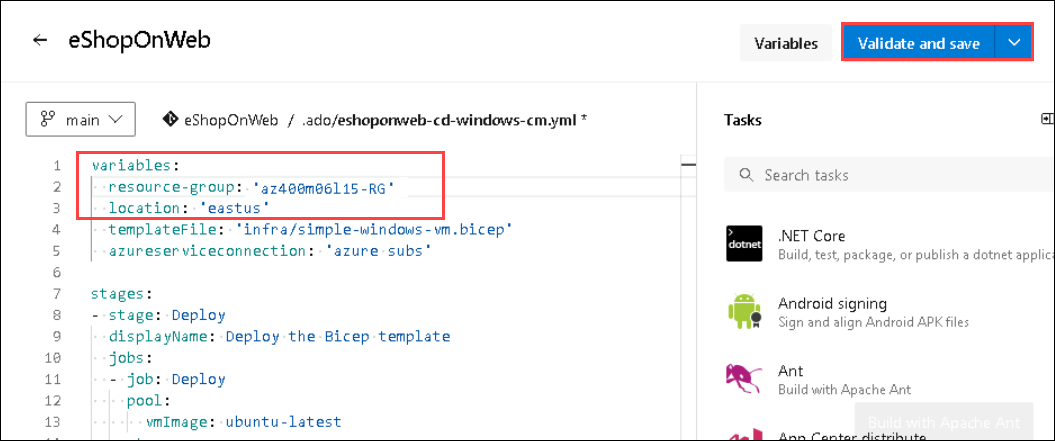 eShopOnWeb
Variables
Validate and save
main
eShopOnWeb / .ado/eshoponweb-cd-windows-cm.yml *
Tasks
1 variables:
2 resource-group: 'az400m06l15-RG'
3 location: 'eastus'
4 templateFile: 'infra/simple-windows-vm.bicep'
5 azureserviceconnection: 'azure subs'
6
7 stages:
8 - stage: Deploy
9 displayName: Deploy the Bicep template
10 jobs:
11 - job: Deploy
12 pool:
13 vmImage: ubuntu-latest
Search tasks
dotnet
.NET Core
Build, test, package, or publish a dotnet applica
Android signing
Sign and align Android APK files
Ant
Build with Apache Ant
Build with Apache Ant
App Center distribute